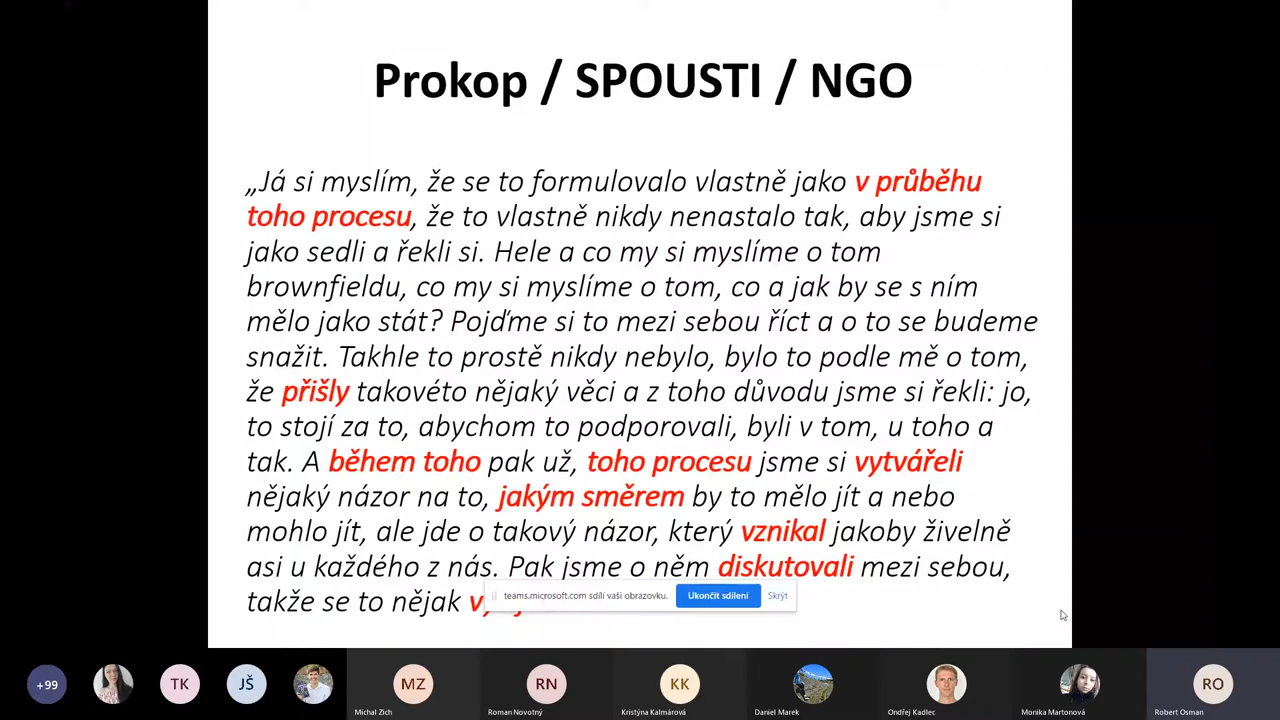 Prokop / SPOUSTI / NGO
„Já si myslím, že se to formulovalo vlastně jako v průběhu
toho procesu, že to vlastně nikdy nenastalo tak, aby jsme si
jako sedli a řekli si. Hele a co my si myslíme o tom
brownfieldu, co my si myslíme o tom, co a jak by se s ním
mělo jako stát? Pojďme si to mezi sebou říct a o to se budeme
snažit. Takhle to prostě nikdy nebylo, bylo to podle mě o tom,
že přišly takovéto nějaký věci a z toho důvodu jsme si řekli: jo,
to stojí za to, abychom to podporovali, byli v tom, u toho a
tak. A během toho pak už, toho procesu jsme si vytvářeli
nějaký názor na to, jakým směrem by to mělo jít a nebo
mohlo jít, ale jde o takový názor, který vznikal jakoby živelně
asi u každého z nás. Pak jsme o něm diskutovali mezi sebou,
takže se to nějak
teams.microsoft.com sdílí vaši obrazovku. Ukončit sdílení Skrýt
+99 TK JŠ MZ RN KK RO
Michal Zich Roman Novotný Kristýna Kalmárová Daniel Marek Ondřej Kadlec Monika Martonová Robert Osman